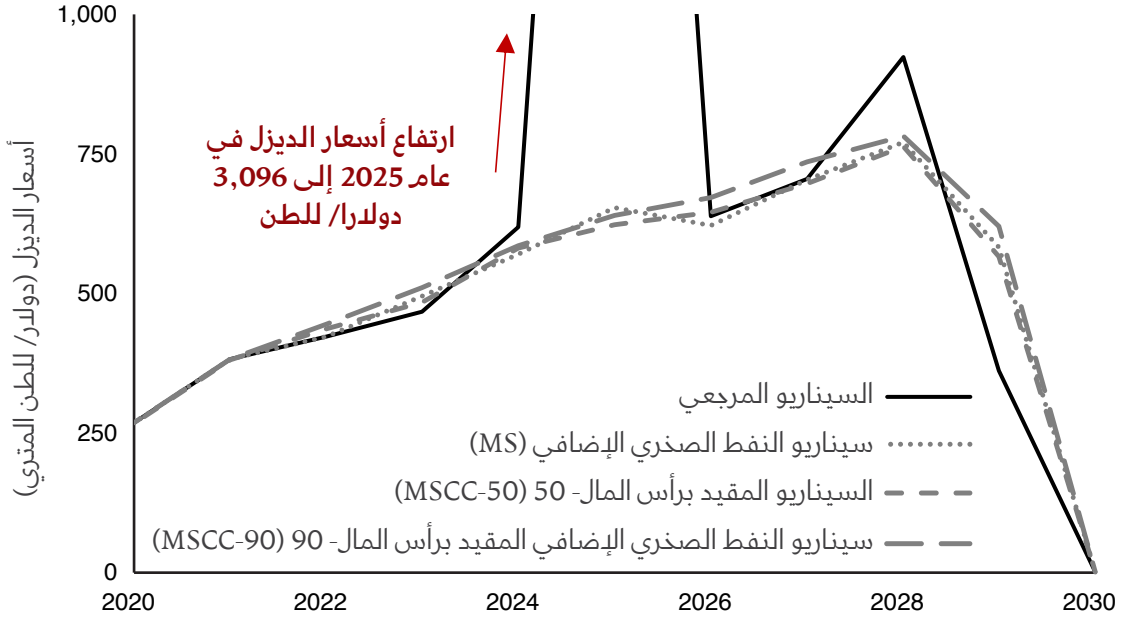 1,000
750
500
250
0
أسعار الديزل (دولار/ للطن المتري)
ارتفاع أسعار الديزل في
عام 2025 إلى 3,096
دولارا/ للطن
السيناريو المرجعي
سيناريو النفط الصخري الإضافي (MS)
السيناريو المقيد برأس المال- 50 (MSCC-50)
سيناريو النفط الصخري الإضافي المقيد برأس المال- 90 (MSCC-90)
2020 2022 2024 2026 2028 2030